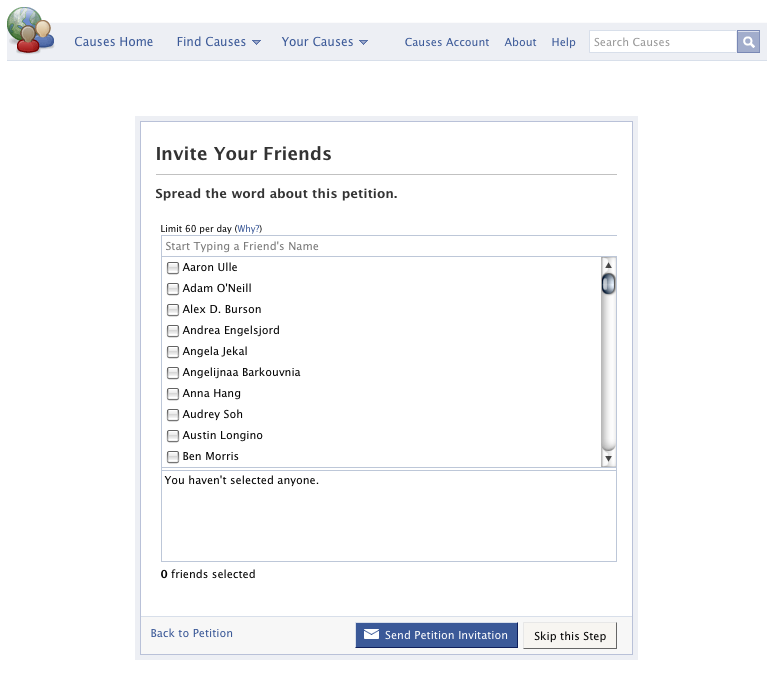 Causes Home Find Causes Your Causes Causes Account About Help Search Causes
Invite Your Friends
Spread the word about this petition.
Limit 60 per day (Why?)
Start Typing a Friend's Name
Aaron Ulle
Adam O'Neill
Alex D. Burson
Andrea Engelsjord
Angela Jekal
Angelijnaa Barkouvnia
Anna Hang
Audrey Soh
Austin Longino
Ben Morris
You haven't selected anyone.
0 friends selected
Back to Petition Send Petition Invitation Skip this Step